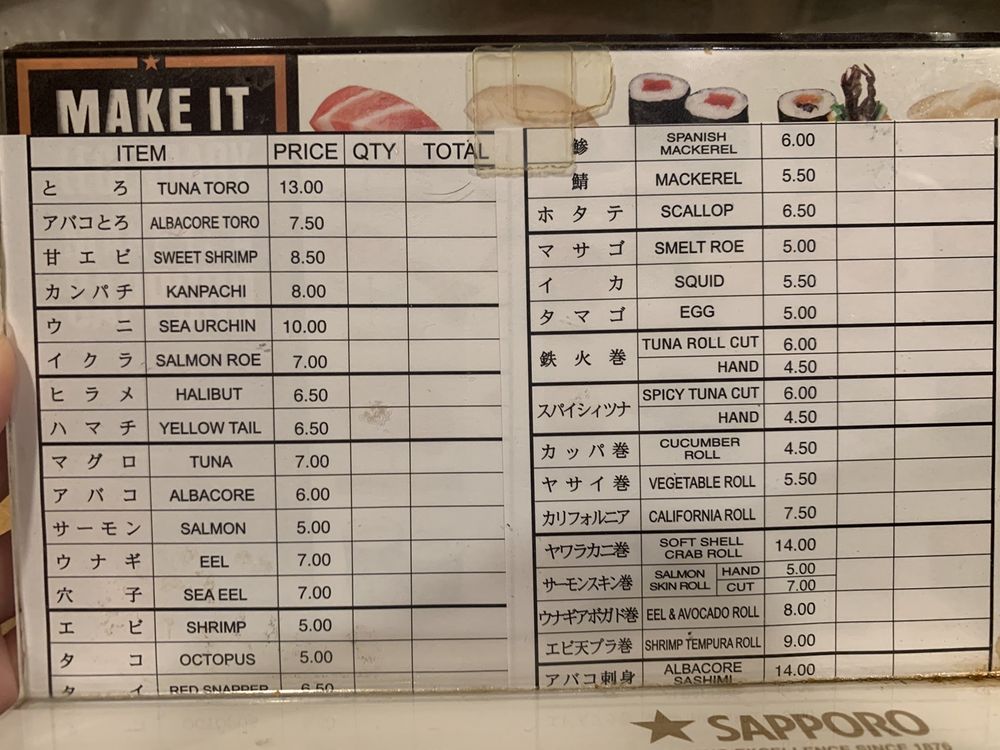 MAKE IT
ITEM PRICE QTY TOTAL
とろ TUNA TORO 13.00
アバコとろ ALBACORE TORO 7.50
甘エビ SWEET SHRIMP 8.50
カンパチ KANPACHI 8.00
ウニ SEA URCHIN 10.00
イクラ SALMON ROE 7.00
ヒラメ HALIBUT 6.50
ハマチ YELLOW TAIL 6.50
マグロ TUNA 7.00
アバコ ALBACORE 6.00
サーモン SALMON 5.00
ウナギ EEL 7.00
穴子 SEA EEL 7.00
エビ SHRIMP 5.00
タコ OCTOPUS 5.00
タイ RED SNAPPER 6.50
鯵 SPANISH MACKEREL 6.00
鯖 MACKEREL 5.50
ホタテ SCALLOP 6.50
マサゴ SMELT ROE 5.00
イカ SQUID 5.50
タマゴ EGG 5.00
鉄火巻 TUNA ROLL CUT 6.00
HAND 4.50
スパイシィツナ SPICY TUNA CUT 6.00
HAND 4.50
カッパ巻 CUCUMBER ROLL 4.50
ヤサイ巻 VEGETABLE ROLL 5.50
カリフォルニア CALIFORNIA ROLL 7.50
ヤワラカニ巻 SOFT SHELL CRAB ROLL 14.00
サーモンスキン巻 SALMON SKIN ROLL HAND 5.00
CUT 7.00
ウナギアボガド巻 EEL & AVOCADO ROLL 8.00
エビ天プラ巻 SHRIMP TEMPURA ROLL 9.00
アバコ刺身 ALBACORE SASHIMI 14.00
SAPPORO
EXCELLENCE SINCE 1876